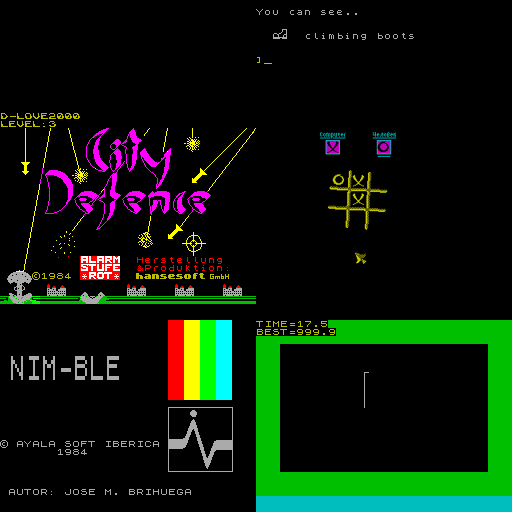 You can see..
climbing boots
D-LOVE2000
LEVEL:3
City
Defence
ALARM
STUFE
*ROT*
Herstellung
&Produktion:
hansesoft GmbH
©1984
Computer
X
O X
X
NIM-BLE
© AYALA SOFT IBERICA
1984
AUTOR: JOSE M. BRIHUEGA
TIME=17.5
BEST=999.9